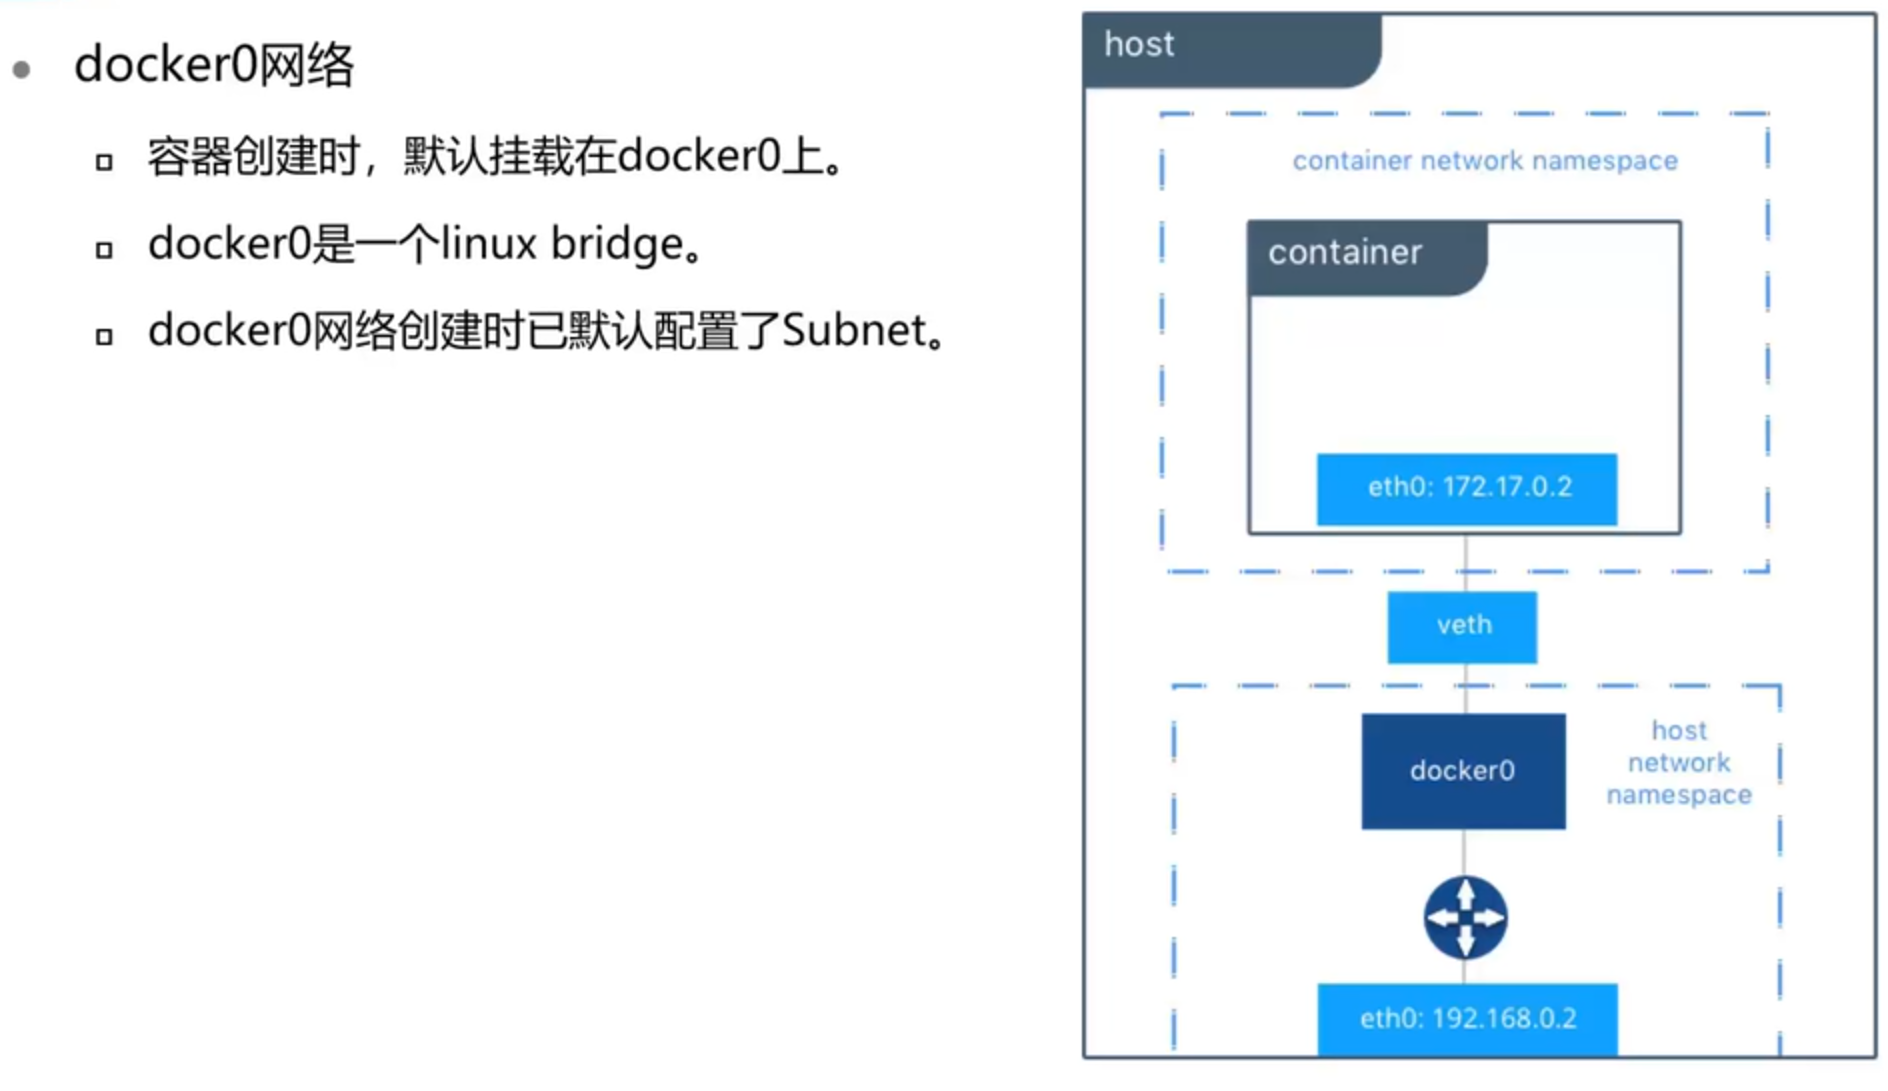 docker0网络
容器创建时，默认挂载在docker0上。
docker0是一个linux bridge。
docker0网络创建时已默认配置了Subnet。
host
container network namespace
container
eth0: 172.17.0.2
veth
docker0
host
network
namespace
eth0: 192.168.0.2